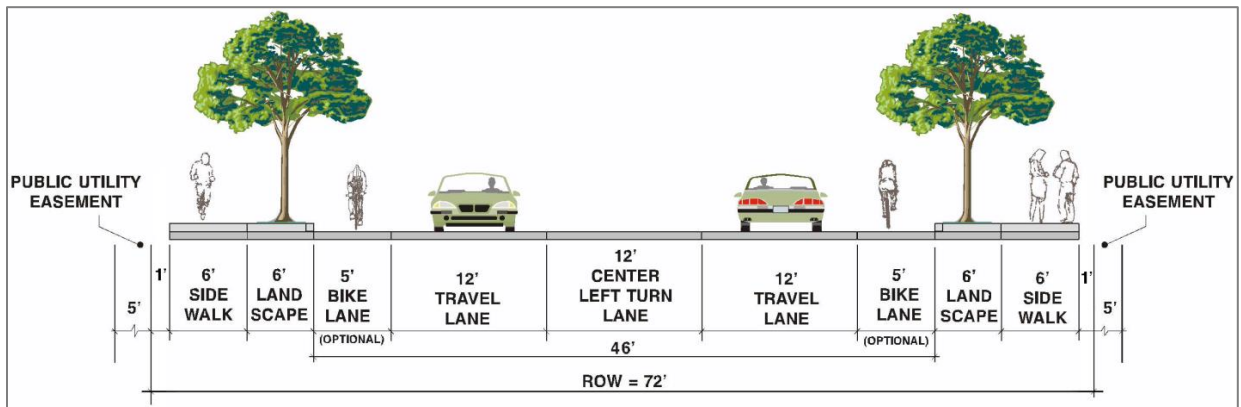 PUBLIC UTILITY
EASEMENT
PUBLIC UTILITY
EASEMENT
5'
1'
6'
SIDE
WALK
6'
LAND
SCAPE
5'
BIKE
LANE
(OPTIONAL)
12'
TRAVEL
LANE
12'
CENTER
LEFT TURN
LANE
12'
TRAVEL
LANE
5'
BIKE
LANE
(OPTIONAL)
6'
LAND
SCAPE
6'
SIDE
WALK
1'
5'
46'
ROW = 72'